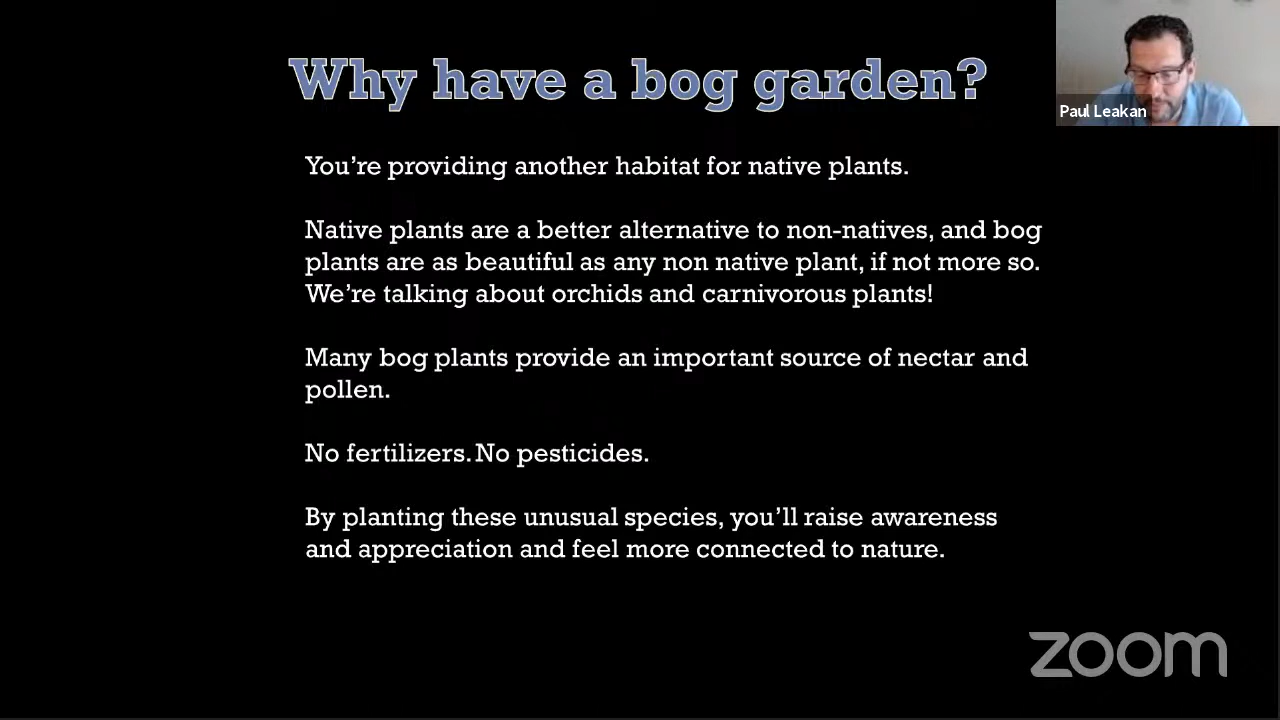 Why have a bog garden?
Paul Leakan
You're providing another habitat for native plants.
Native plants are a better alternative to non-natives, and bog
plants are as beautiful as any non native plant, if not more so.
We're talking about orchids and carnivorous plants!
Many bog plants provide an important source of nectar and
pollen.
No fertilizers. No pesticides.
By planting these unusual species, you'll raise awareness
and appreciation and feel more connected to nature.
zoom